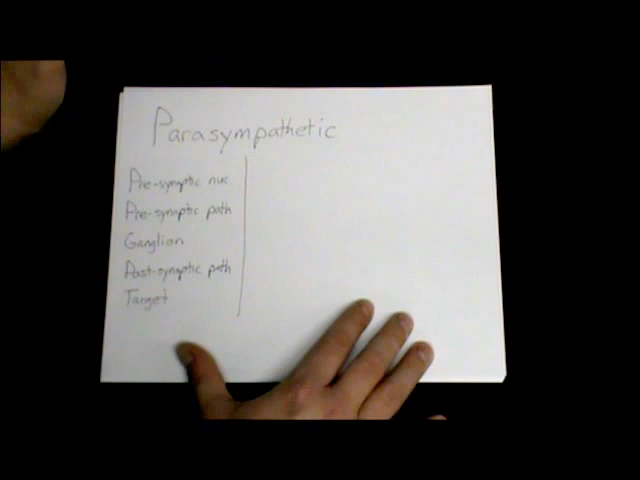 Parasympathetic
Pre-synaptic nuc.
Pre-synaptic path
Ganglion
Post-synaptic path
Target